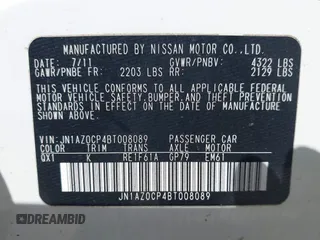 MANUFACTURED BY NISSAN MOTOR CO.,LTD.
DATE: 7/11 GVWR/PNBV: 4322 LBS
GAWR/PNBE FR: 2203 LBS RR: 2129 LBS
THIS VEHICLE CONFORMS TO ALL APPLICABLE FEDERAL
MOTOR VEHICLE SAFETY,BUMPER,AND THEFT PREVENTION
STANDARDS IN EFFECT ON THE DATE OF MANUFACTURE
SHOWN ABOVE.
JN1AZ0CP4BT008089 PASSENGER CAR
COLOR TRIM TRANS AXLE MOTOR
QX1 K RE1F61A GP79 EM61
JN1AZ0CP4BT008089
© DREAMBID